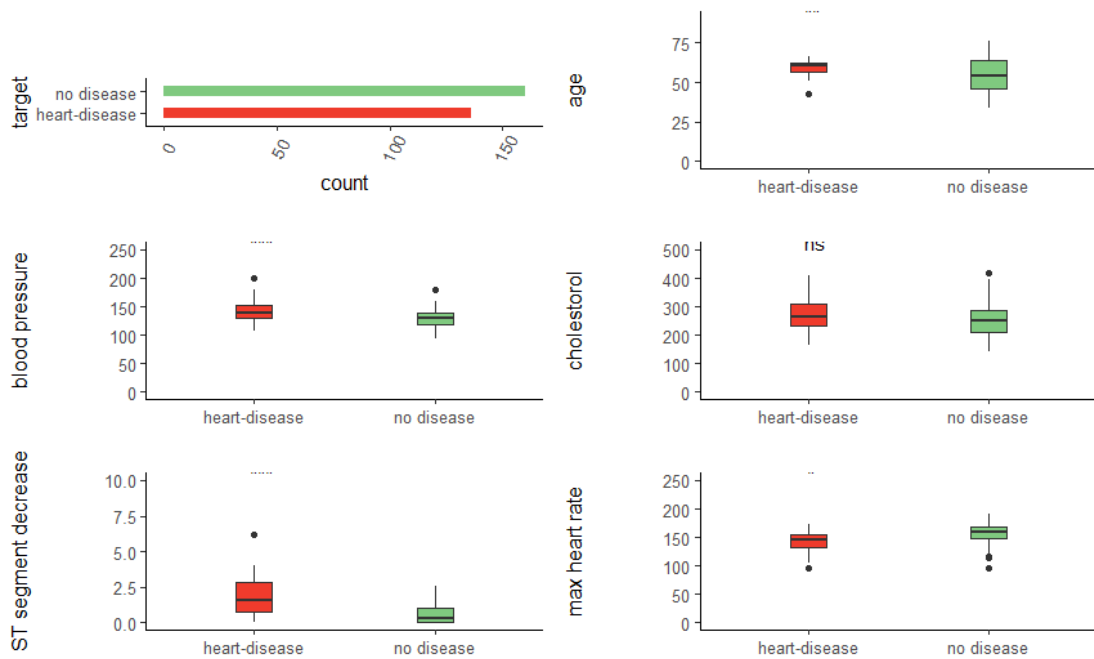 target
no disease
heart-disease
0
50
100
150
count
age
75
50
25
0
heart-disease
no disease
blood pressure
250
200
150
100
50
0
heart-disease
no disease
cholestorol
ns
500
400
300
200
100
0
heart-disease
no disease
ST segment decrease
10.0
7.5
5.0
2.5
0.0
heart-disease
no disease
max heart rate
250
200
150
100
50
0
heart-disease
no disease